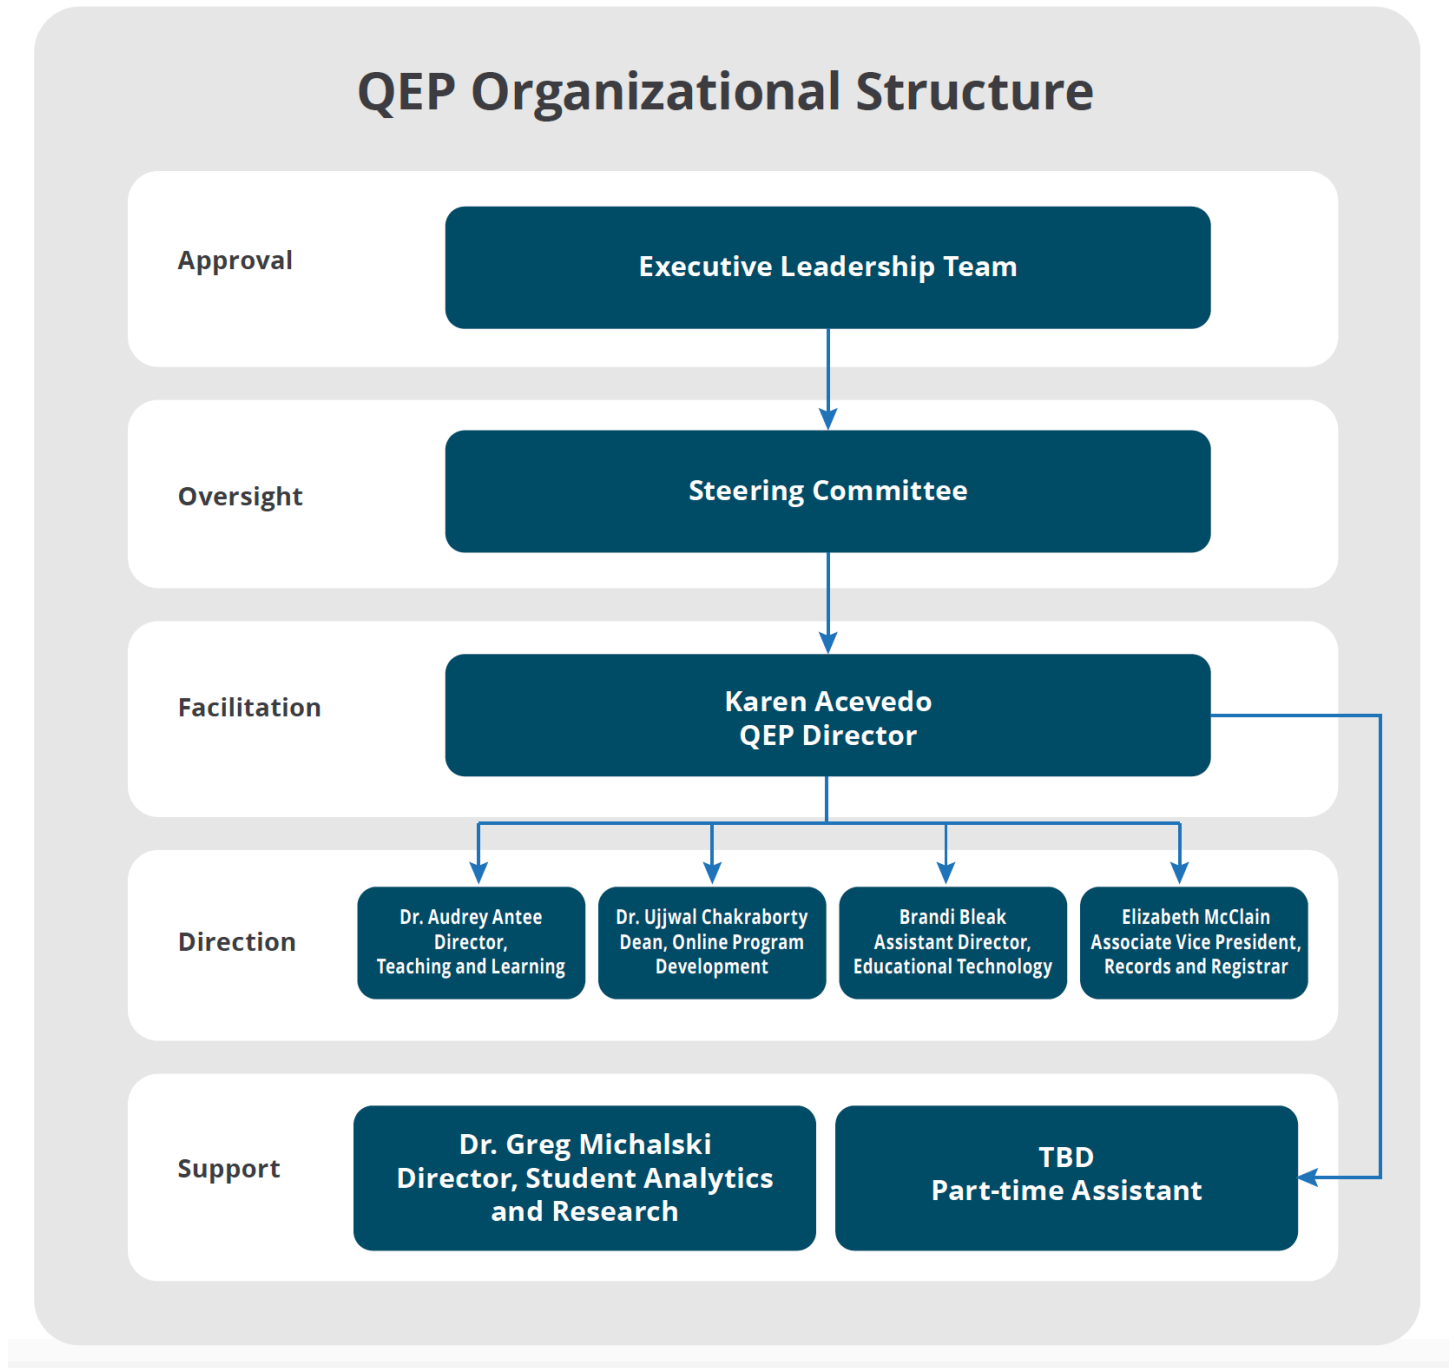 QEP Organizational Structure
Approval
Executive Leadership Team
Oversight
Steering Committee
Facilitation
Karen Acevedo
QEP Director
Direction
Dr. Audrey Antee
Director,
Teaching and Learning
Dr. Ujjwal Chakraborty
Dean, Online Program
Development
Brandi Bleak
Assistant Director,
Educational Technology
Elizabeth McClain
Associate Vice President,
Records and Registrar
Support
Dr. Greg Michalski
Director, Student Analytics
and Research
TBD
Part-time Assistant